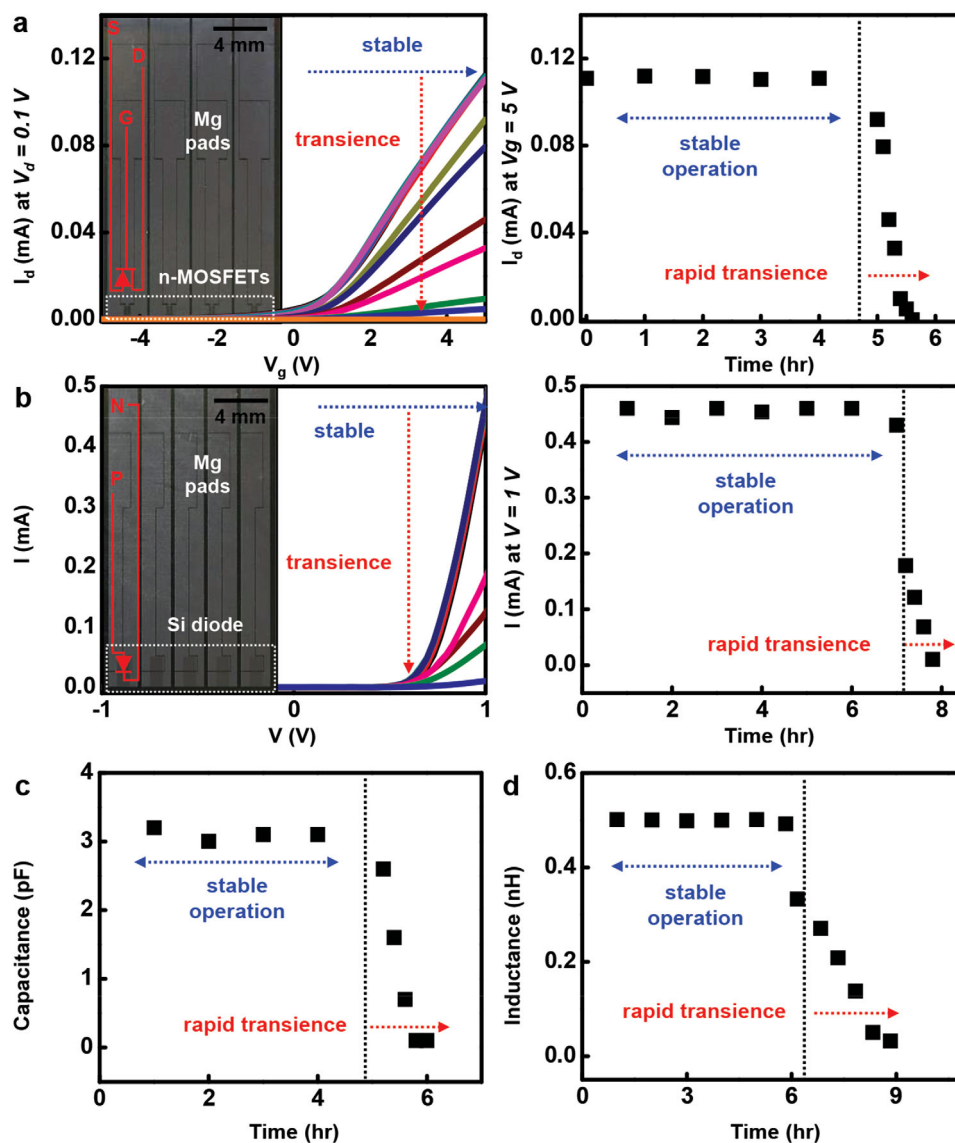 a
S
D
G
4 mm
Mg
pads
n-MOSFETs
stable
transience
I_d (mA) at V_d = 0.1 V
0.12
0.08
0.04
0.00
-4 -2 0 2 4
V_g (V)
I_d (mA) at Vg = 5 V
0.12
0.08
0.04
0.00
stable
operation
rapid transience
0 1 2 3 4 5 6
Time (hr)
b
N
P
4 mm
Mg
pads
Si diode
stable
transience
I (mA)
0.5
0.4
0.3
0.2
0.1
0.0
-1 0 1
V (V)
I (mA) at V = 1 V
0.6
0.4
0.2
0.0
stable
operation
rapid transience
0 2 4 6 8
Time (hr)
c
Capacitance (pF)
4
3
2
1
0
stable
operation
rapid transience
0 2 4 6
Time (hr)
d
Inductance (nH)
0.6
0.4
0.2
0.0
stable
operation
rapid transience
0 3 6 9
Time (hr)